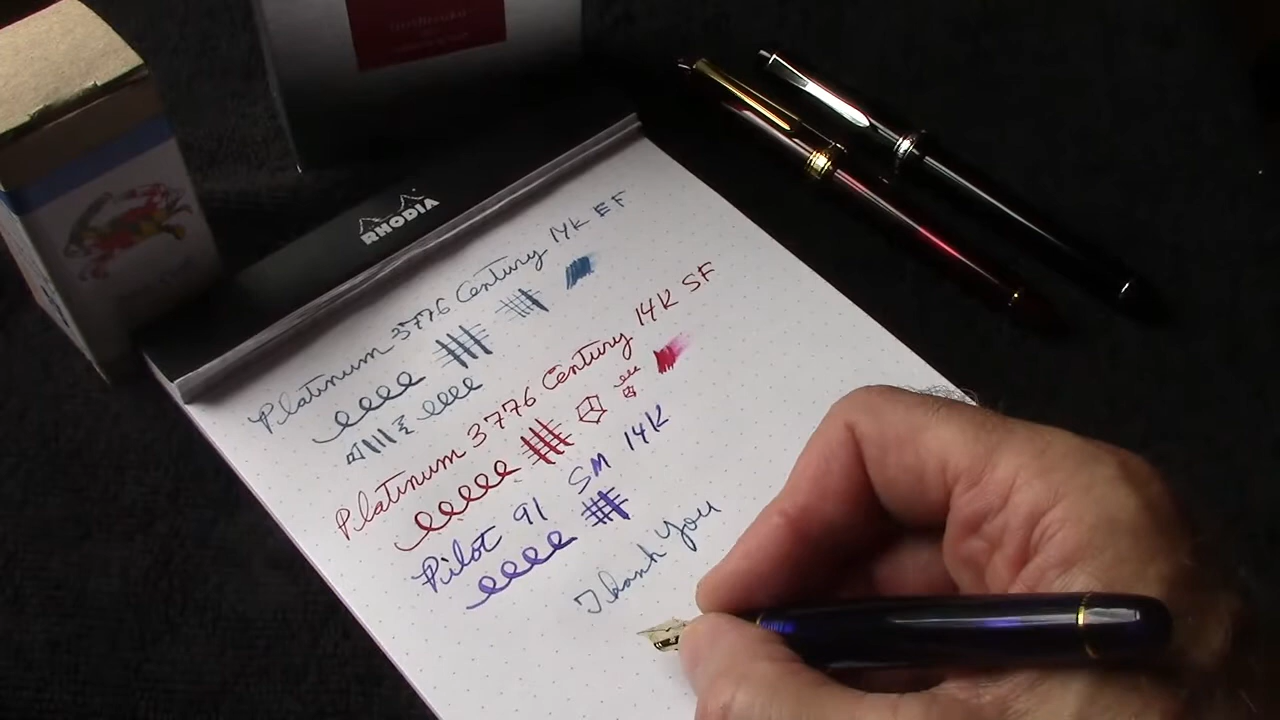 RHODIA
Platinum 3776 Century 14K EF
Platinum 3776 Century 14K SF
Pilot 91 SM 14K
Thank You